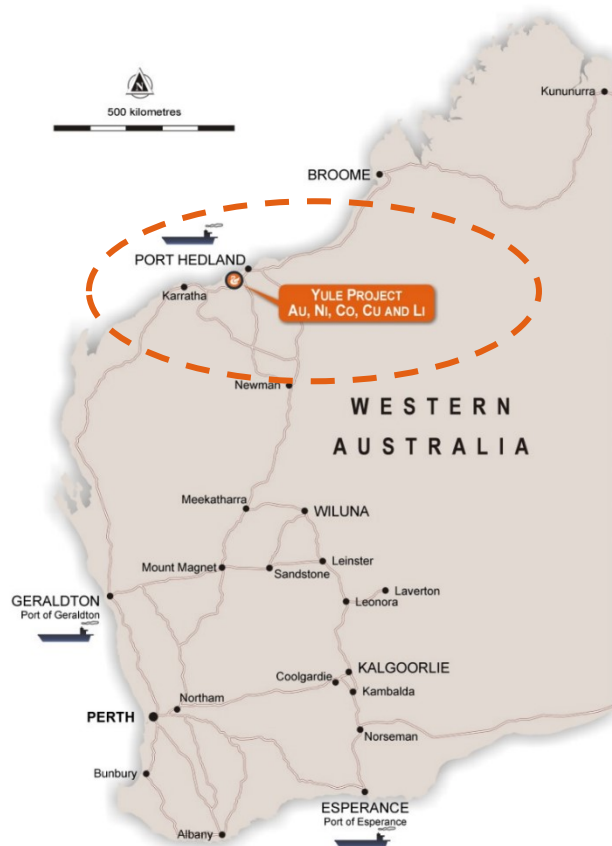 N
500 kilometres
Kununurra
BROOME
PORT HEDLAND
Karratha
YULE PROJECT
AU, NI, CO, CU AND LI
Newman
WESTERN
AUSTRALIA
Meekatharra
WILUNA
Mount Magnet
Sandstone
Leinster
Laverton
Leonora
GERALDTON
Port of Geraldton
KALGOORLIE
Coolgardie
Kambalda
Northam
PERTH
Norseman
Bunbury
ESPERANCE
Port of Esperance
Albany